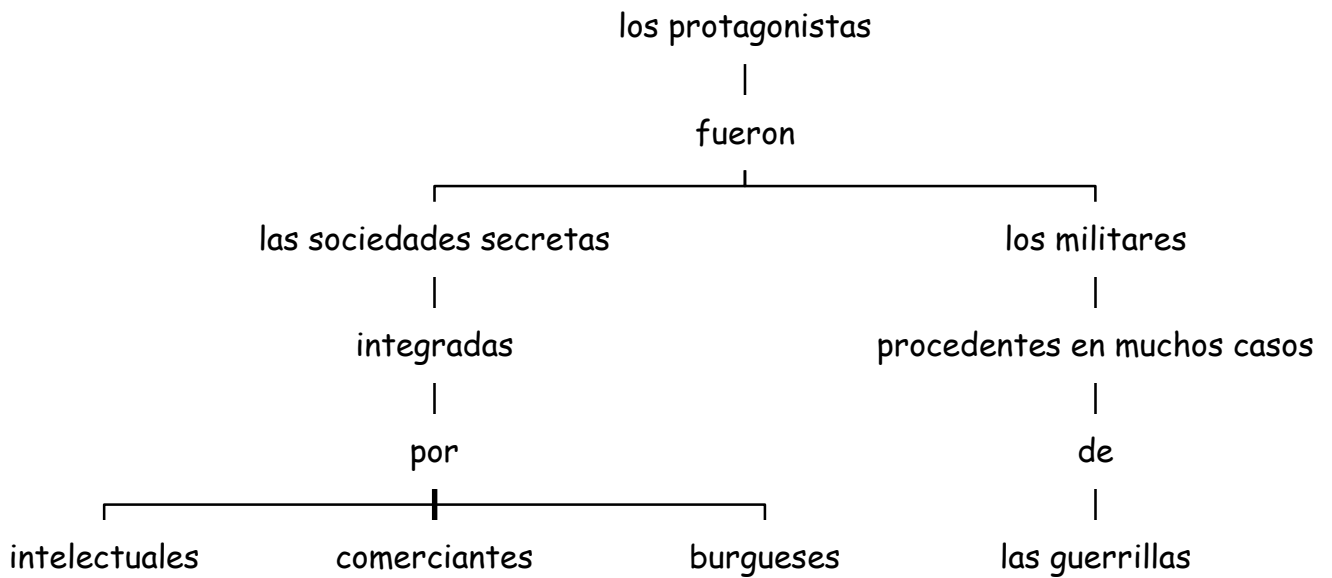 los protagonistas
fueron
las sociedades secretas
los militares
integradas
procedentes en muchos casos
por
de
intelectuales
comerciantes
burgueses
las guerrillas